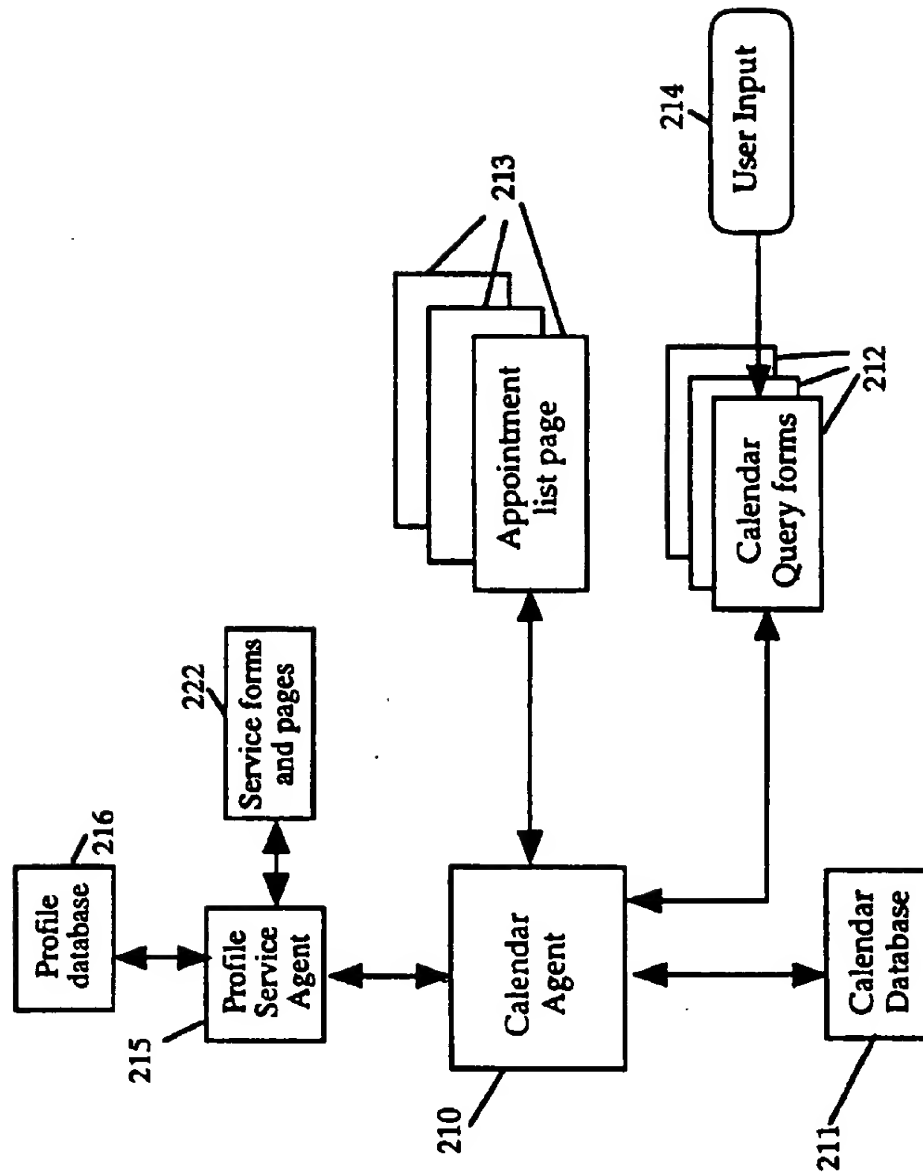 216
Profile
database
222
Service forms
and pages
215
Profile
Service
Agent
213
Appointment
list page
210
Calendar
Agent
214
User Input
212
Calendar
Query forms
211
Calendar
Database